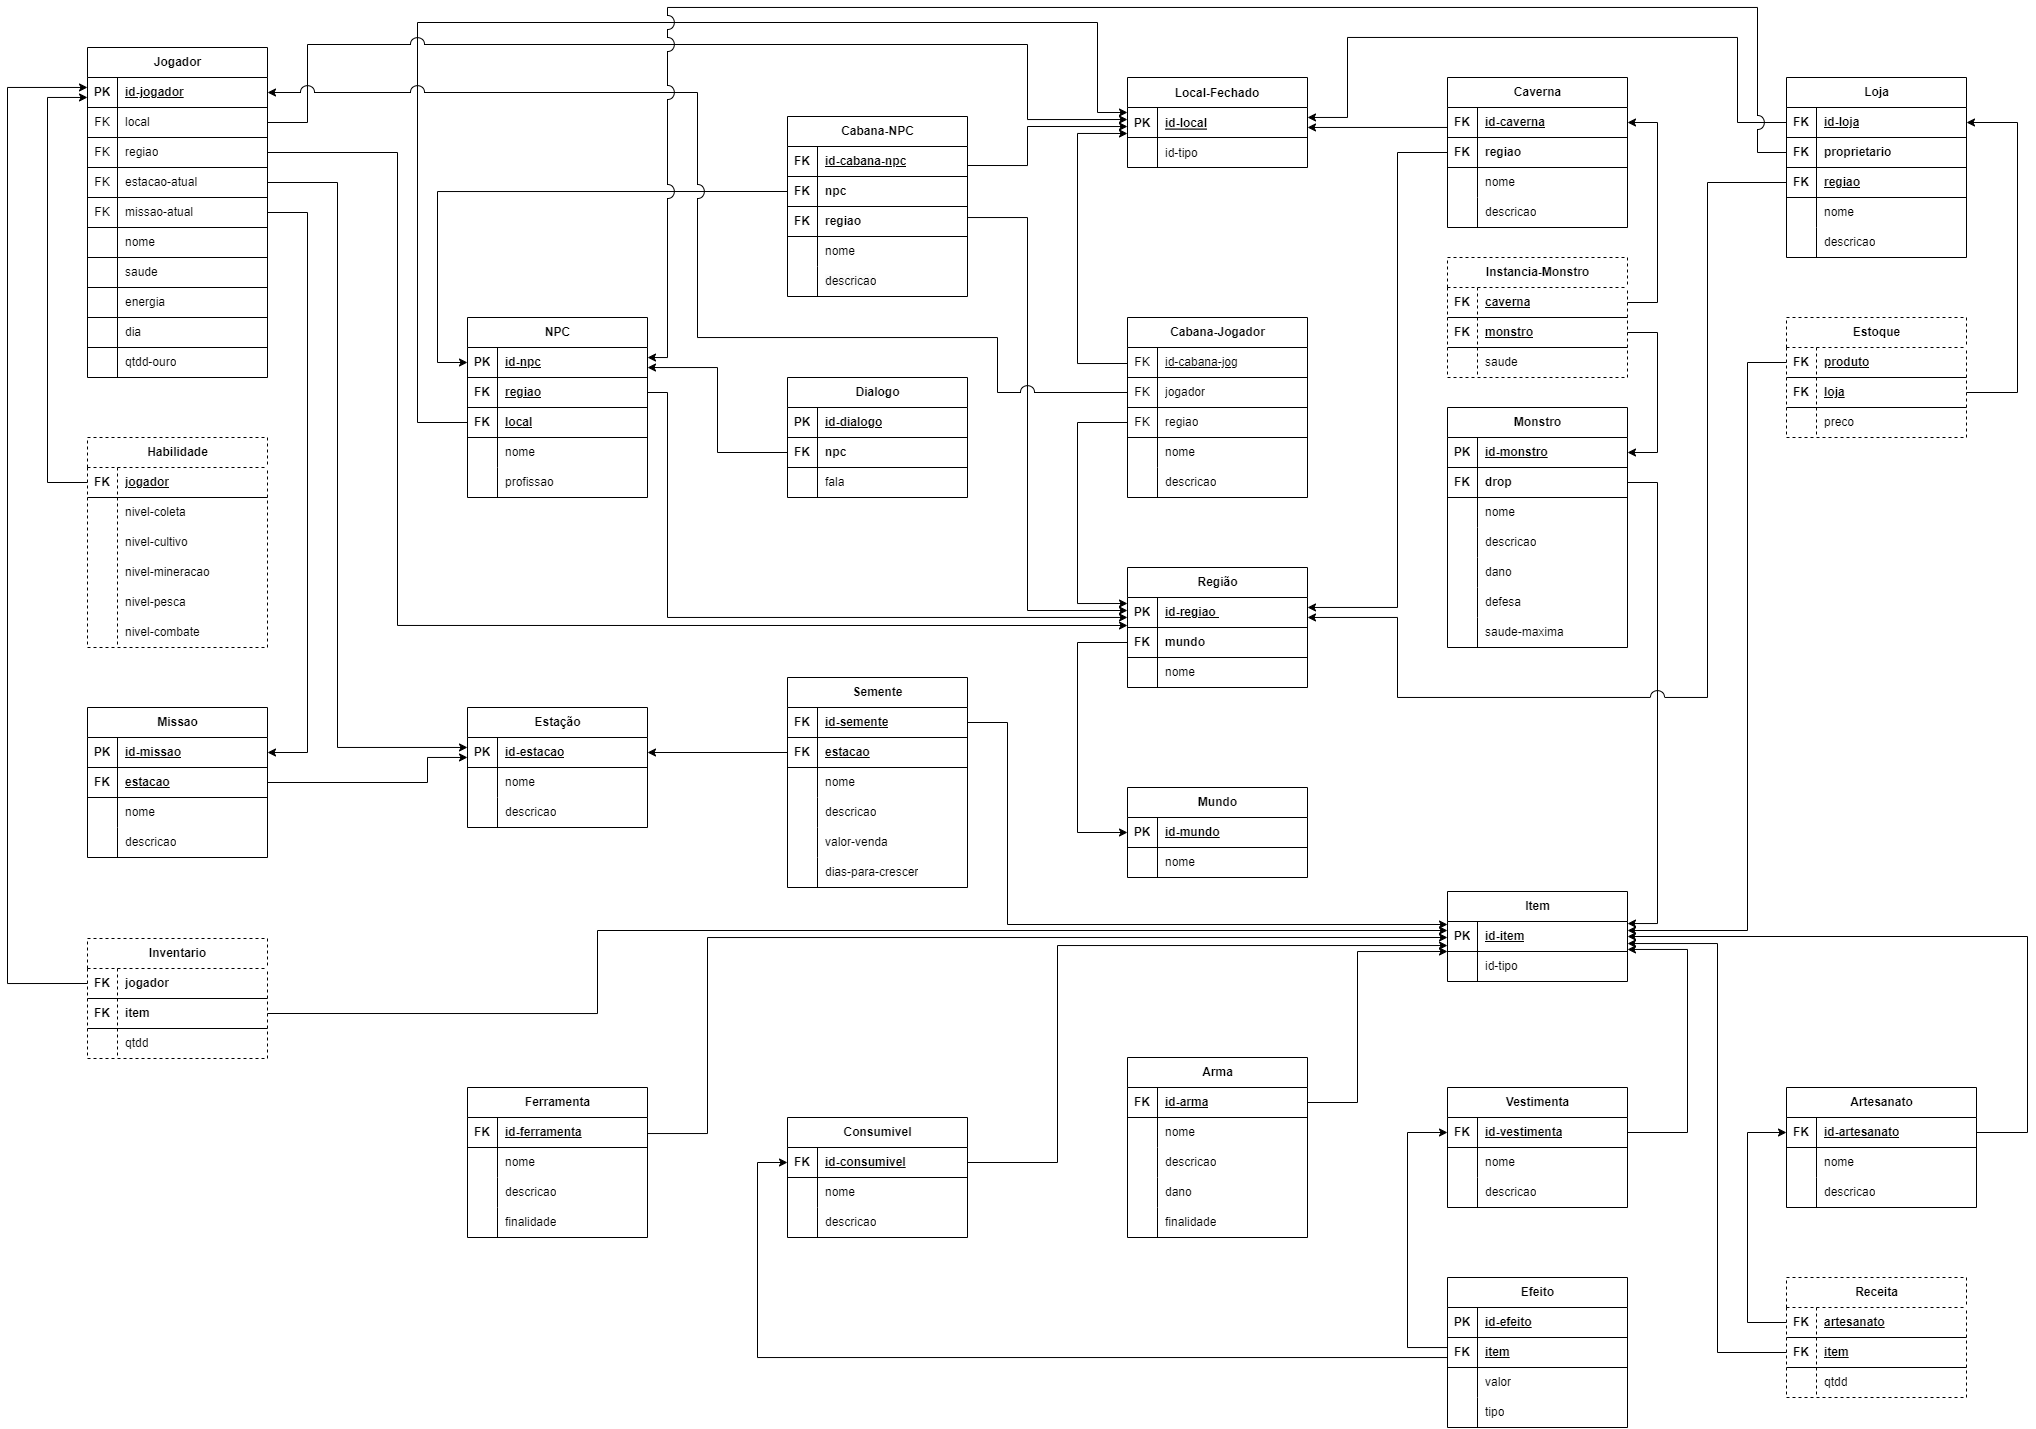 Jogador
PK id-jogador
FK local
FK regiao
FK estacao-atual
FK missao-atual
nome
saude
energia
dia
qtdd-ouro
Habilidade
FK jogador
nivel-coleta
nivel-cultivo
nivel-mineracao
nivel-pesca
nivel-combate
Missao
PK id-missao
FK estacao
nome
descricao
Inventario
FK jogador
FK item
qtdd
NPC
PK id-npc
FK regiao
FK local
nome
profissao
Estação
PK id-estacao
nome
descricao
Ferramenta
FK id-ferramenta
nome
descricao
finalidade
Cabana-NPC
FK id-cabana-npc
FK npc
FK regiao
nome
descricao
Dialogo
PK id-dialogo
FK npc
fala
Semente
FK id-semente
FK estacao
nome
descricao
valor-venda
dias-para-crescer
Consumivel
FK id-consumivel
nome
descricao
Local-Fechado
PK id-local
id-tipo
Cabana-Jogador
FK id-cabana-jog
FK jogador
FK regiao
nome
descricao
Região
PK id-regiao
FK mundo
nome
Mundo
PK id-mundo
nome
Arma
FK id-arma
nome
descricao
dano
finalidade
Caverna
FK id-caverna
FK regiao
nome
descricao
Instancia-Monstro
FK caverna
FK monstro
saude
Monstro
PK id-monstro
FK drop
nome
descricao
dano
defesa
saude-maxima
Item
PK id-item
id-tipo
Vestimenta
FK id-vestimenta
nome
descricao
Efeito
PK id-efeito
FK item
valor
tipo
Loja
FK id-loja
FK proprietario
FK regiao
nome
descricao
Estoque
FK produto
FK loja
preco
Artesanato
FK id-artesanato
nome
descricao
Receita
FK artesanato
FK item
qtdd